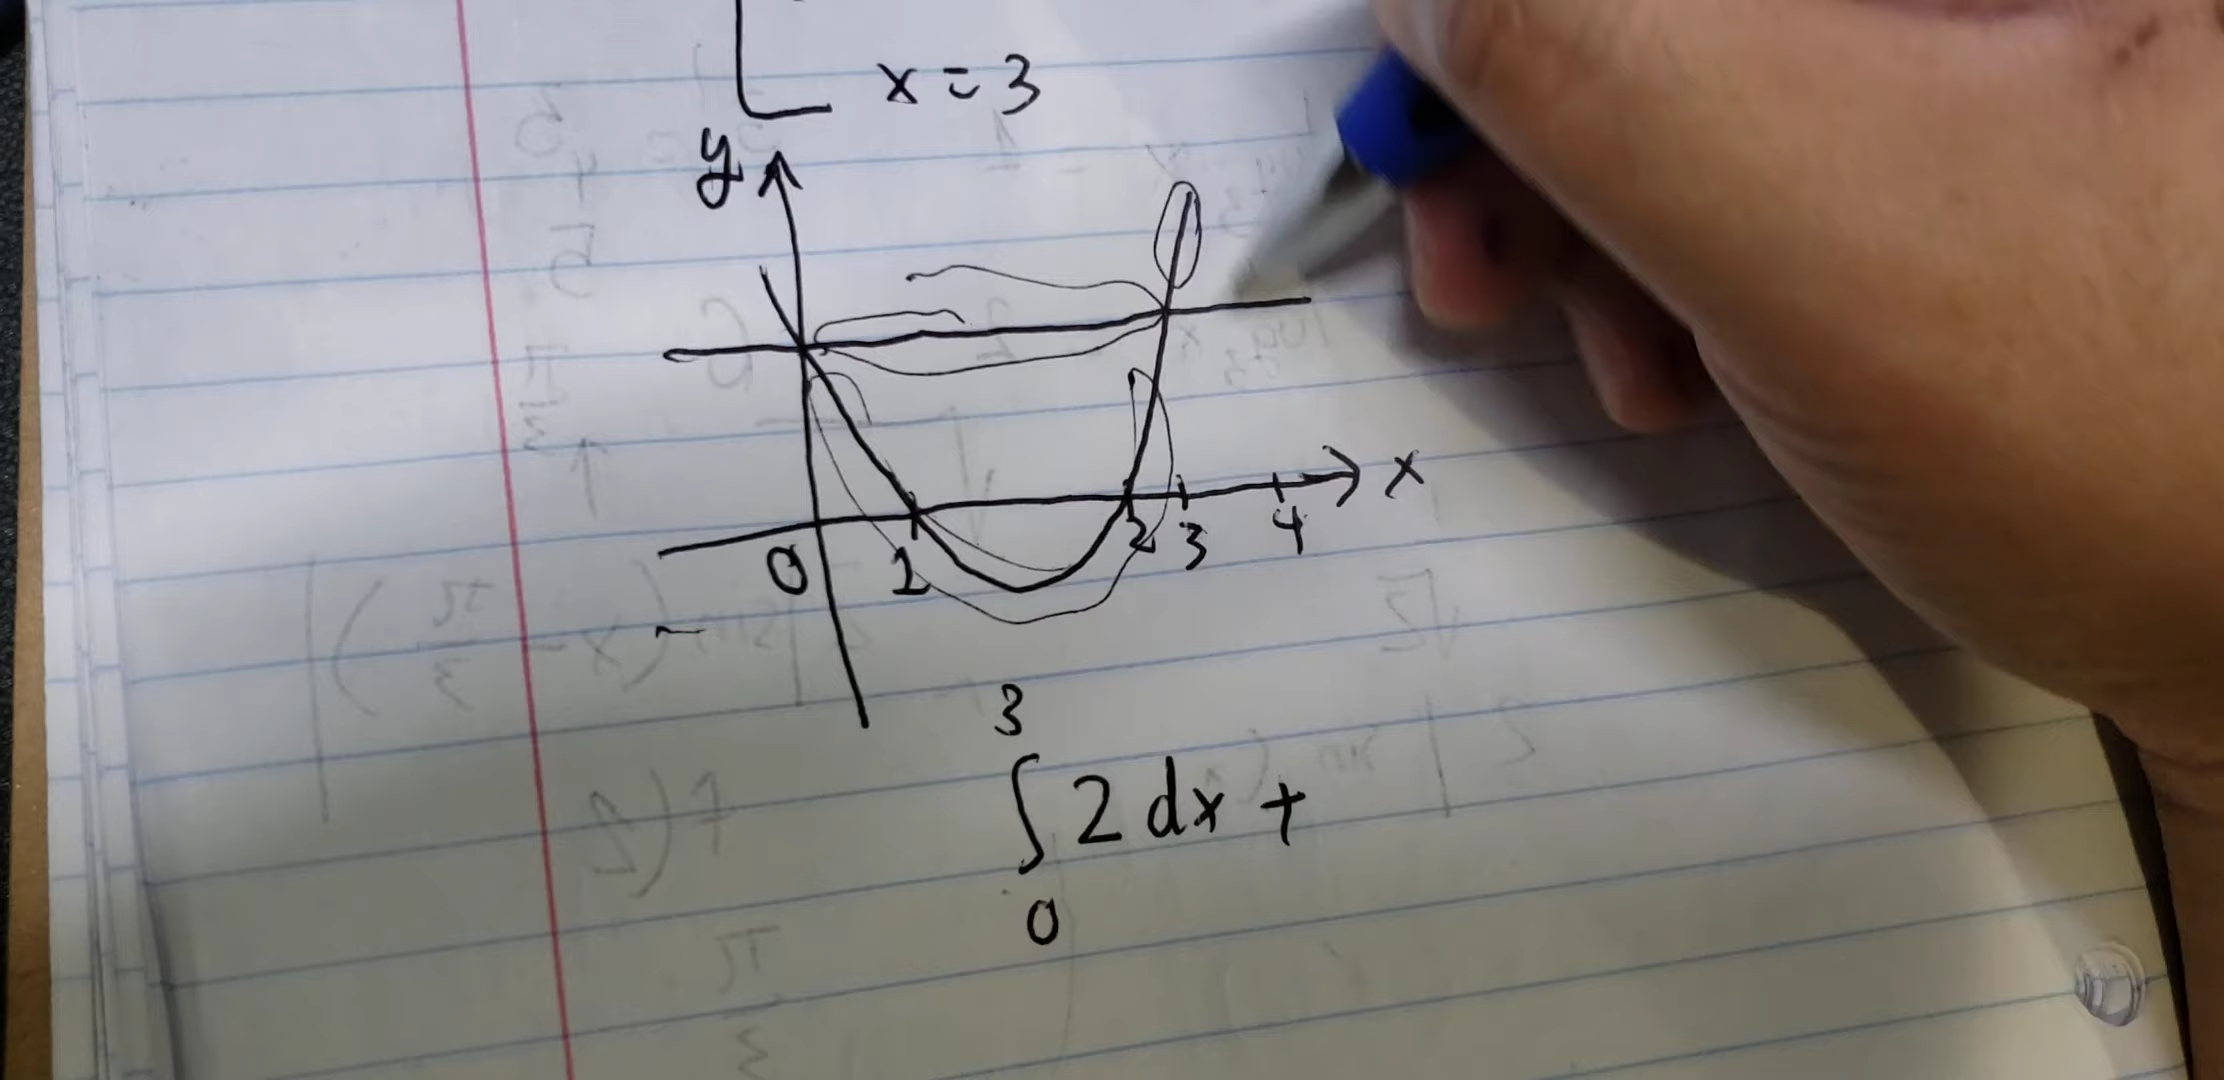 x = 3
y
x
0 1 2 3 4
3
∫ 2 dx +
0